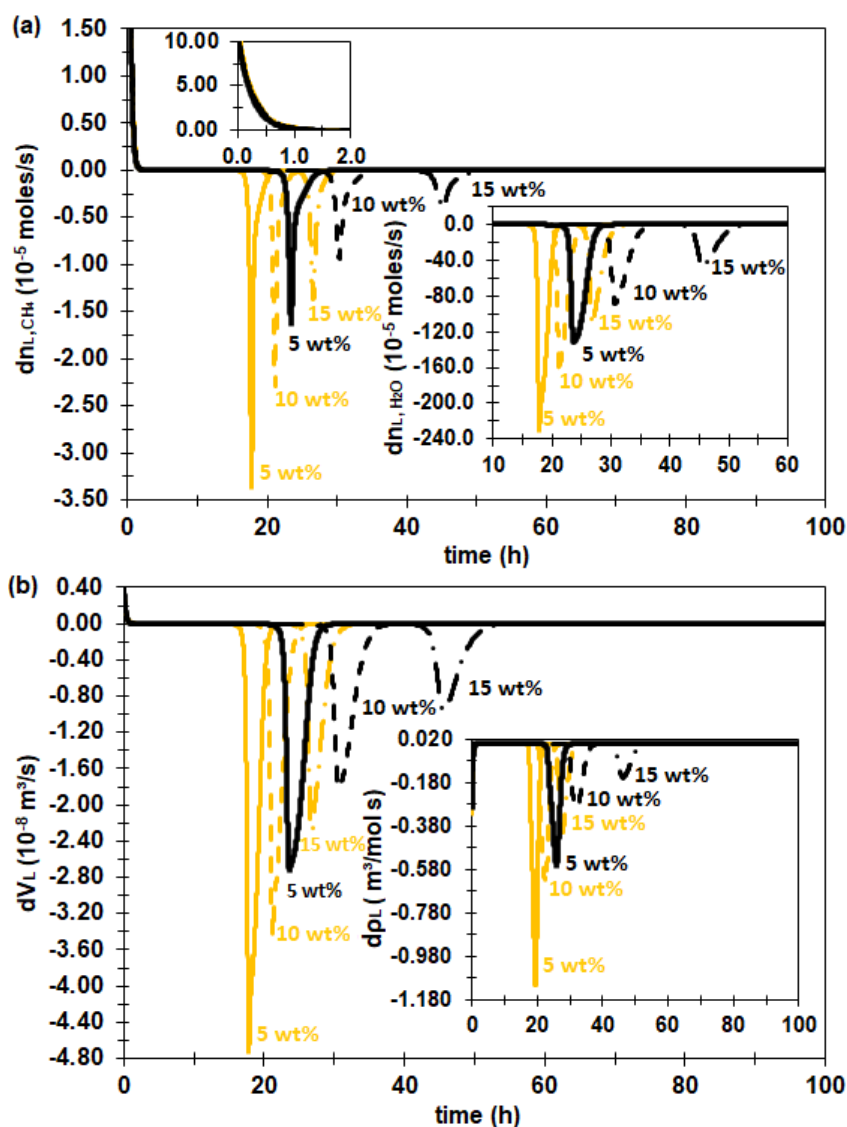 (a)
1.50
1.00
0.50
0.00
-0.50
-1.00
-1.50
-2.00
-2.50
-3.00
-3.50
dnL,CH₄ (10⁻⁵ moles/s)
10.00
5.00
0.00
0.0 1.0 2.0
10 wt%
15 wt%
15 wt%
5 wt%
10 wt%
5 wt%
0.0
-40.0
-80.0
-120.0
-160.0
-200.0
-240.0
dnL, H₂O (10⁻⁵ moles/s)
15 wt%
10 wt%
15 wt%
5 wt%
10 wt%
5 wt%
10 20 30 40 50 60
0 20 40 60 80 100
time (h)
(b)
0.40
0.00
-0.40
-0.80
-1.20
-1.60
-2.00
-2.40
-2.80
-3.20
-3.60
-4.00
-4.40
-4.80
dVL (10⁻⁸ m³/s)
15 wt%
10 wt%
15 wt%
5 wt%
10 wt%
5 wt%
0.020
-0.180
-0.380
-0.580
-0.780
-0.980
-1.180
dρL ( m³/mol s)
15 wt%
10 wt%
15 wt%
5 wt%
10 wt%
5 wt%
0 20 40 60 80 100
0 20 40 60 80 100
time (h)